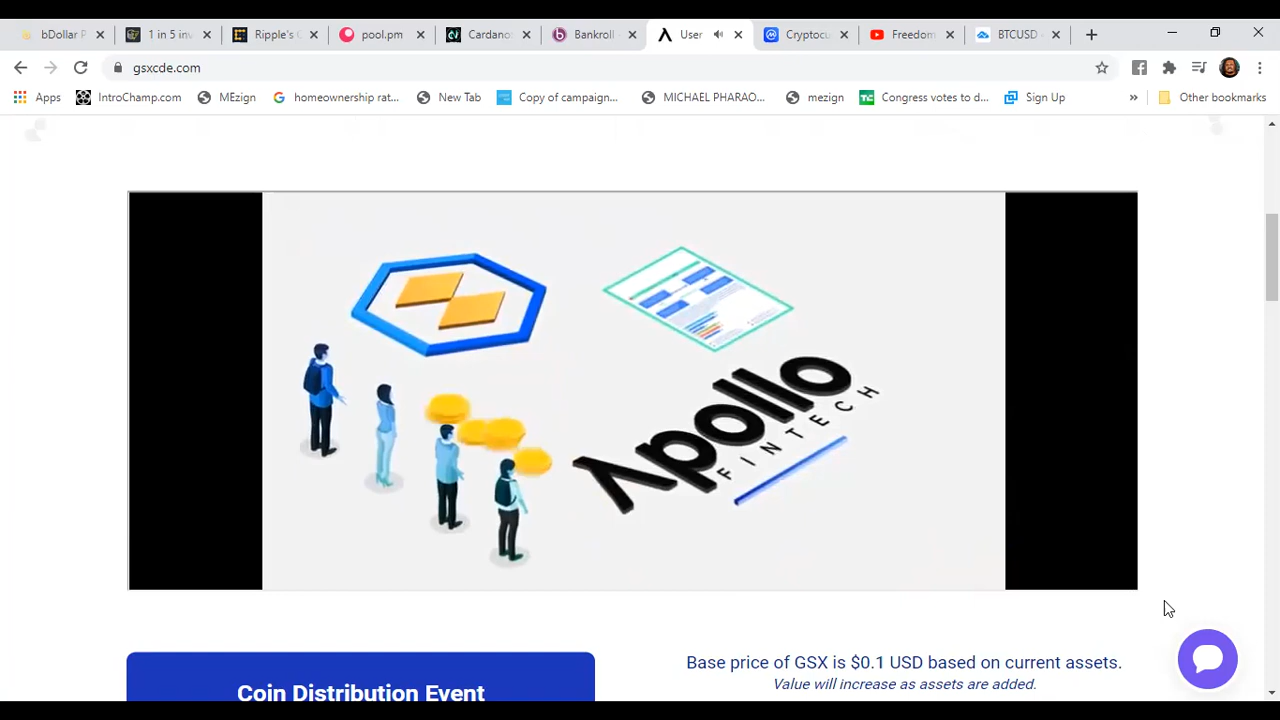 bDollar P
1 in 5 inv
Ripple's C
pool.pm
Cardano
Bankroll -
User
Cryptocu
Freedom
BTCUSD -
gsxcde.com
Apps
IntroChamp.com
MEzign
homeownership rat...
New Tab
Copy of campaign...
MICHAEL PHARAO...
mezign
Congress votes to d...
Sign Up
»
Other bookmarks
Apollo
FINTECH
Base price of GSX is $0.1 USD based on current assets.
Value will increase as assets are added.
Coin Distribution Event